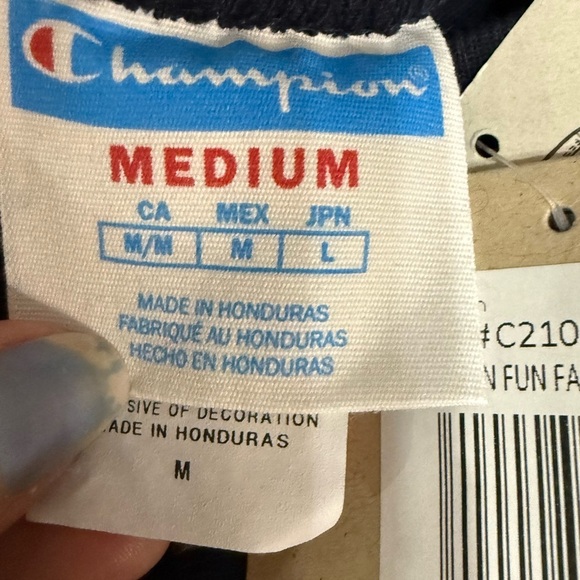 Champion®
MEDIUM
CA MEX JPN
M/M M L
MADE IN HONDURAS
FABRIQUÉ AU HONDURAS
HECHO EN HONDURAS
SIVE OF DECORATION
ADE IN HONDURAS
M
#C210
N FUN FA